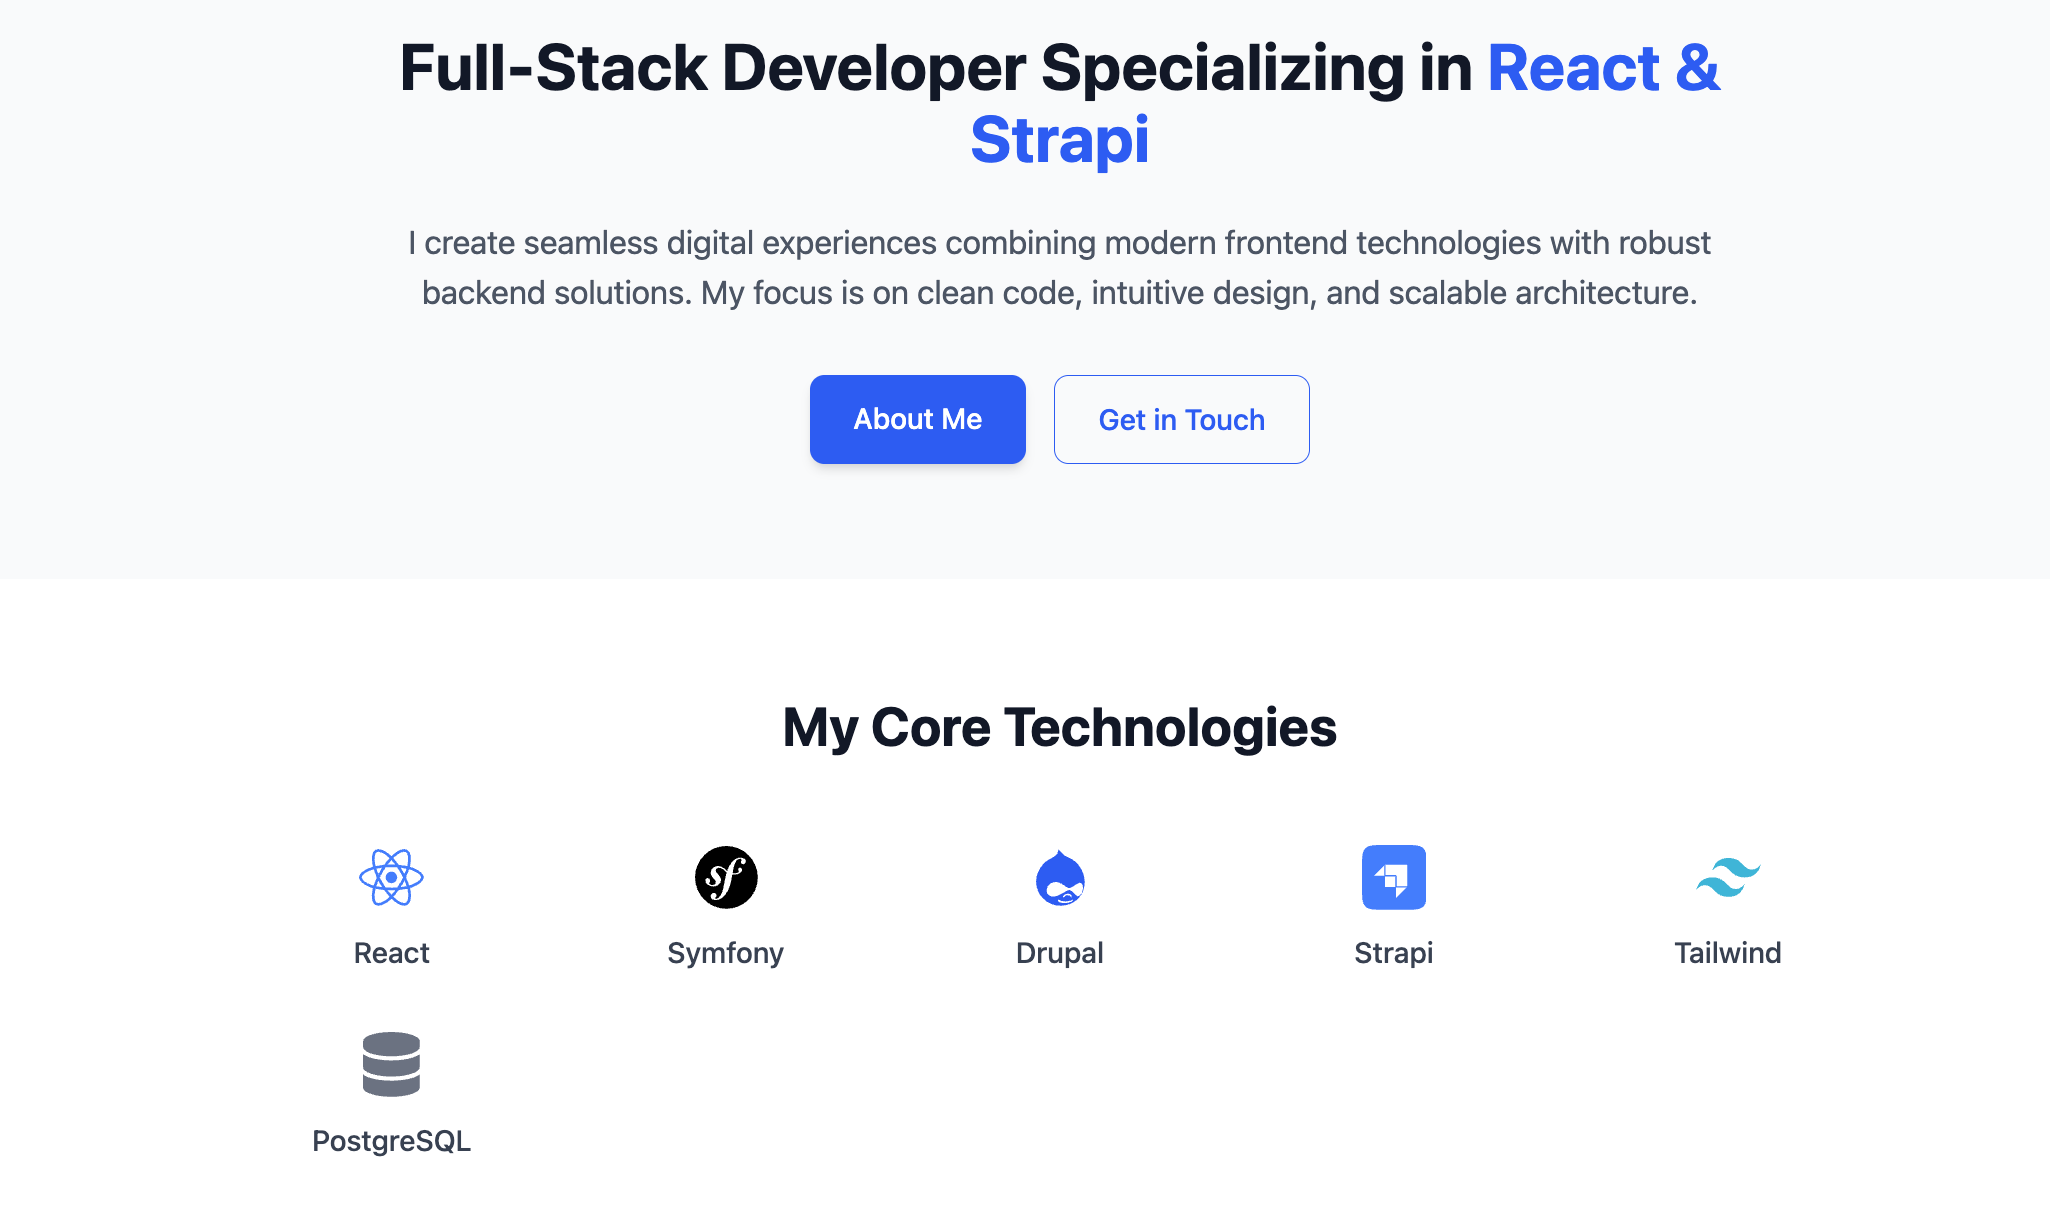 Full-Stack Developer Specializing in React &
Strapi
I create seamless digital experiences combining modern frontend technologies with robust
backend solutions. My focus is on clean code, intuitive design, and scalable architecture.
About Me
Get in Touch
My Core Technologies
sf
React
Symfony
Drupal
Strapi
Tailwind
PostgreSQL